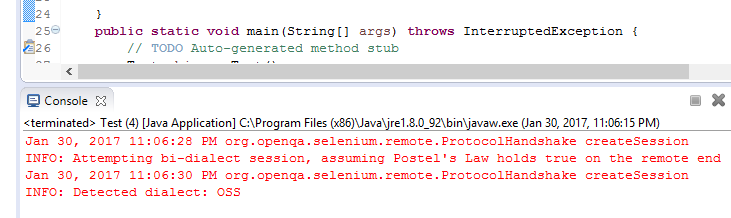 24 }
25 public static void main(String[] args) throws InterruptedException {
26 // TODO Auto-generated method stub
Console
<terminated> Test (4) [Java Application] C:\Program Files (x86)\Java\jre1.8.0_92\bin\javaw.exe (Jan 30, 2017, 11:06:15 PM)
Jan 30, 2017 11:06:28 PM org.openqa.selenium.remote.ProtocolHandshake createSession
INFO: Attempting bi-dialect session, assuming Postel's Law holds true on the remote end
Jan 30, 2017 11:06:30 PM org.openqa.selenium.remote.ProtocolHandshake createSession
INFO: Detected dialect: OSS